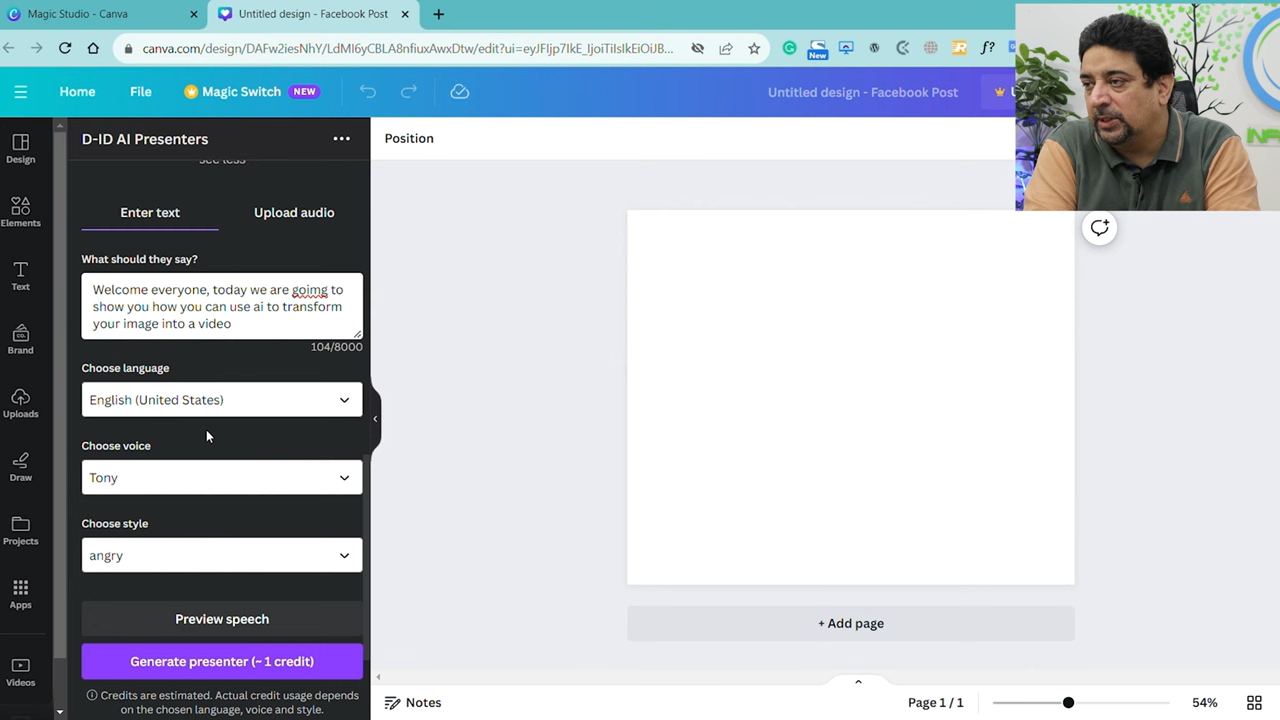 Magic Studio - Canva
Untitled design - Facebook Post
canva.com/design/DAFw2iesNhY/LdMI6yCBLA8nfiuxAwxDtw/edit?ui=eyJFIjp7IkE_IjoiTiIsIkEiOiJB...
New
f?
Home
File
Magic Switch NEW
Untitled design - Facebook Post
D-ID AI Presenters
see less
Design
Elements
Text
Brand
Uploads
Draw
Projects
Apps
Videos
Enter text
Upload audio
What should they say?
Welcome everyone, today we are goimg to
show you how you can use ai to transform
your image into a video
104/8000
Choose language
English (United States)
Choose voice
Tony
Choose style
angry
Preview speech
Generate presenter (~ 1 credit)
Credits are estimated. Actual credit usage depends
on the chosen language, voice and style.
Position
+ Add page
Notes
Page 1 / 1
54%